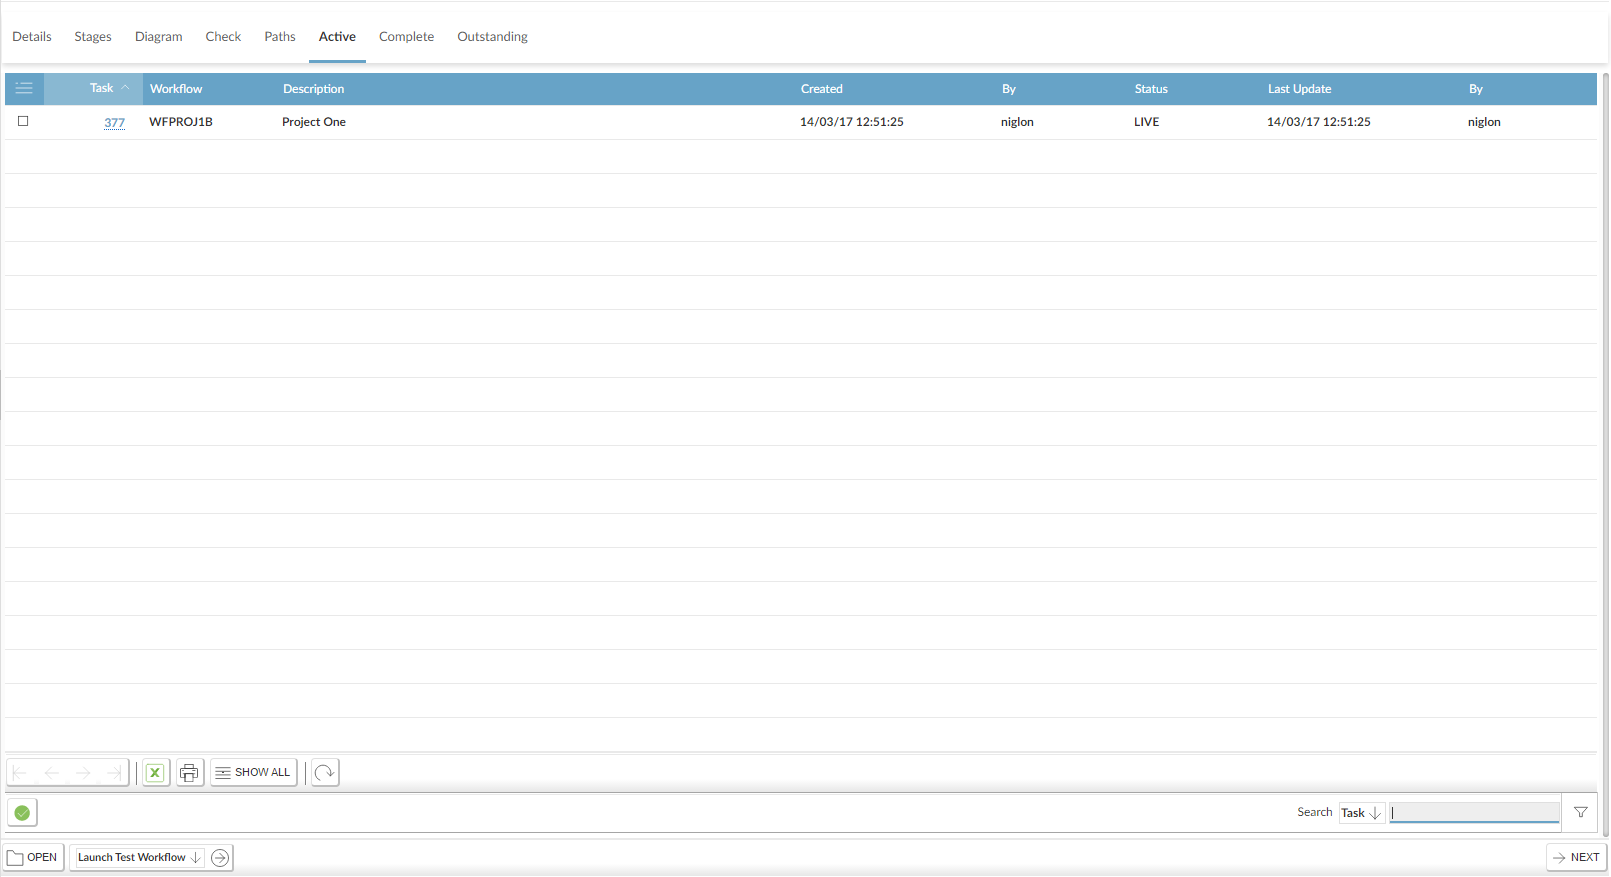 Details Stages Diagram Check Paths Active Complete Outstanding
Task Workflow Description Created By Status Last Update By
377 WFPROJ1B Project One 14/03/17 12:51:25 niglon LIVE 14/03/17 12:51:25 niglon
X SHOW ALL
Search Task
OPEN Launch Test Workflow NEXT